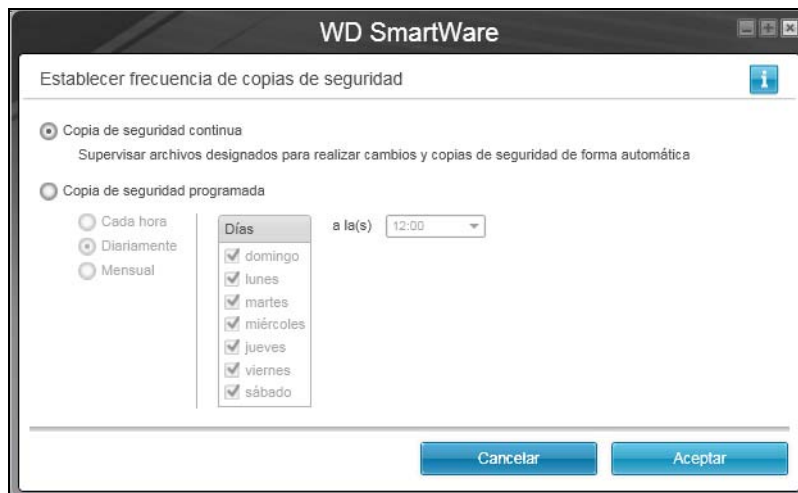 WD SmartWare
Establecer frecuencia de copias de seguridad
i
Copia de seguridad continua
Supervisar archivos designados para realizar cambios y copias de seguridad de forma automática
Copia de seguridad programada
Cada hora
Diariamente
Mensual
Días
domingo
lunes
martes
miércoles
jueves
viernes
sábado
a la(s) 12:00
Cancelar
Aceptar